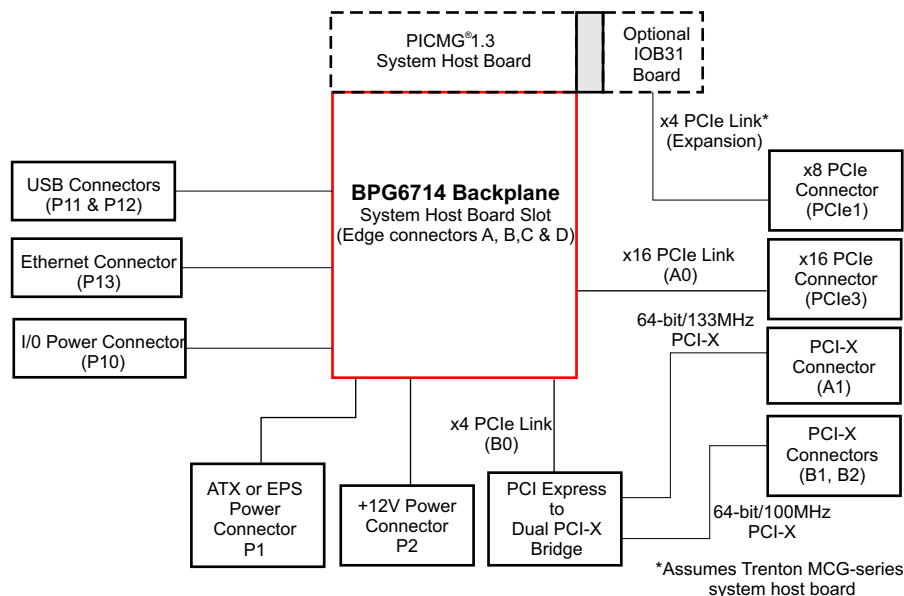 PICMG®1.3
System Host Board
Optional
IOB31
Board
x4 PCIe Link*
(Expansion)
USB Connectors
(P11 & P12)
BPG6714 Backplane
System Host Board Slot
(Edge connectors A, B,C & D)
x8 PCIe
Connector
(PCIe1)
Ethernet Connector
(P13)
x16 PCIe Link
(A0)
x16 PCIe
Connector
(PCIe3)
I/0 Power Connector
(P10)
64-bit/133MHz
PCI-X
PCI-X
Connector
(A1)
x4 PCIe Link
(B0)
PCI-X
Connectors
(B1, B2)
ATX or EPS
Power
Connector
P1
+12V Power
Connector
P2
PCI Express
to
Dual PCI-X
Bridge
64-bit/100MHz
PCI-X
*Assumes Trenton MCG-series
system host board